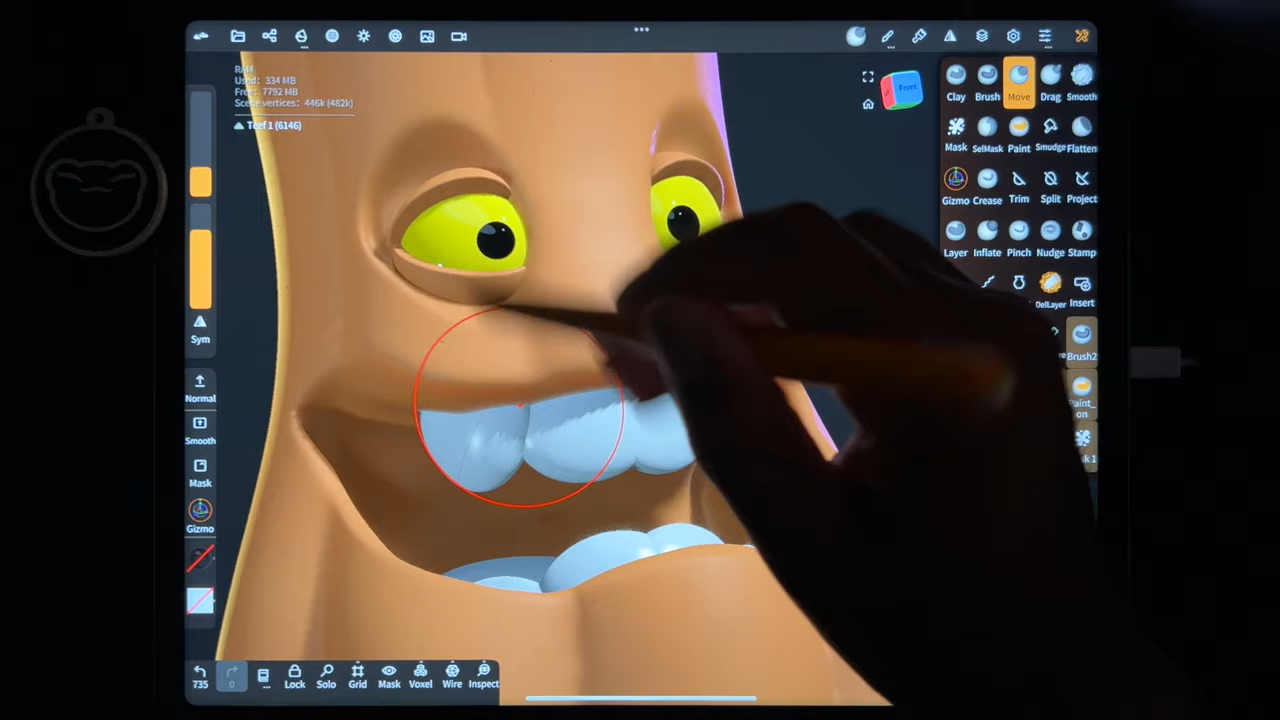 RAM:
Used: 334 MB
Free: 7792 MB
Scene vertices: 446k (482k)
Teef 1 (6146)
Front
Clay Brush Move Drag Smooth
Mask SelMask Paint Smudge Flatten
Gizmo Crease Trim Split Project
Layer Inflate Pinch Nudge Stamp
DelLayer Insert
Brush2
Paint_
on
Sym
Normal
Smooth
Mask
Gizmo
735 0 Lock Solo Grid Mask Voxel Wire Inspect